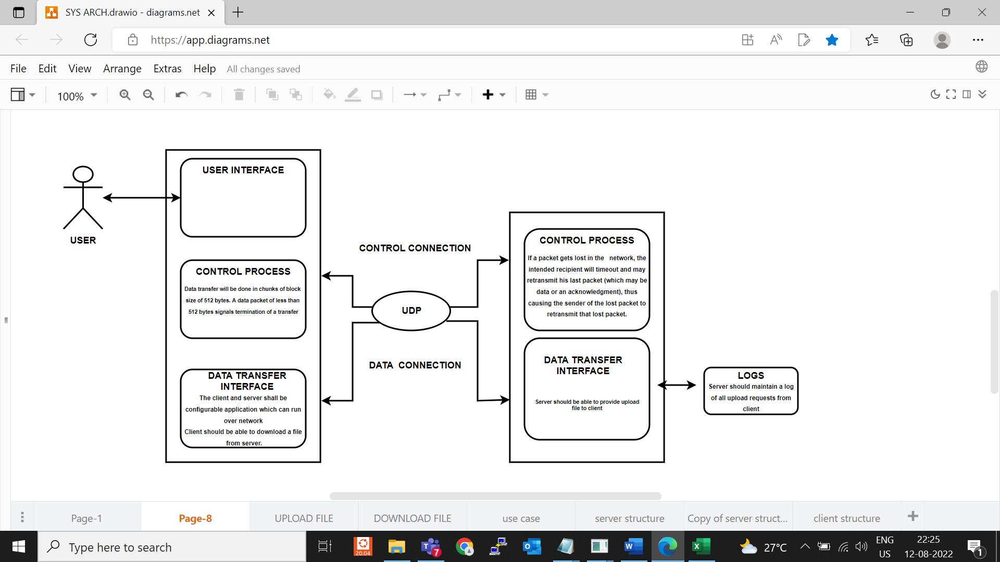 SYS ARCH.drawio - diagrams.net
https://app.diagrams.net
File Edit View Arrange Extras Help All changes saved
100%
USER
USER INTERFACE
CONTROL PROCESS
Data transfer will be done in chunks of block
size of 512 bytes. A data packet of less than
512 bytes signals termination of a transfer
DATA TRANSFER
INTERFACE
The client and server shall be
configurable application which can run
over network
Client should be able to download a file
from server.
CONTROL CONNECTION
UDP
DATA CONNECTION
CONTROL PROCESS
If a packet gets lost in the network, the
intended recipient will timeout and may
retransmit his last packet (which may be
data or an acknowledgment), thus
causing the sender of the lost packet to
retransmit that lost packet.
DATA TRANSFER
INTERFACE
Server should be able to provide upload
file to client
LOGS
Server should maintain a log
of all upload requests from
client
Page-1 Page-8 UPLOAD FILE DOWNLOAD FILE use case server structure Copy of server struct... client structure
Type here to search
20.04
7
27°C
ENG
US
22:25
12-08-2022
1